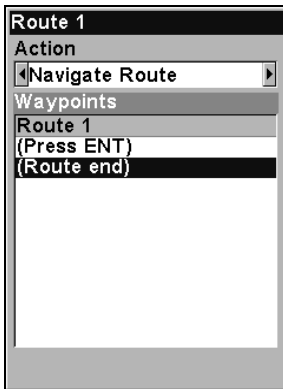 Route 1
Action
Navigate Route
Waypoints
Route 1
(Press ENT)
(Route end)